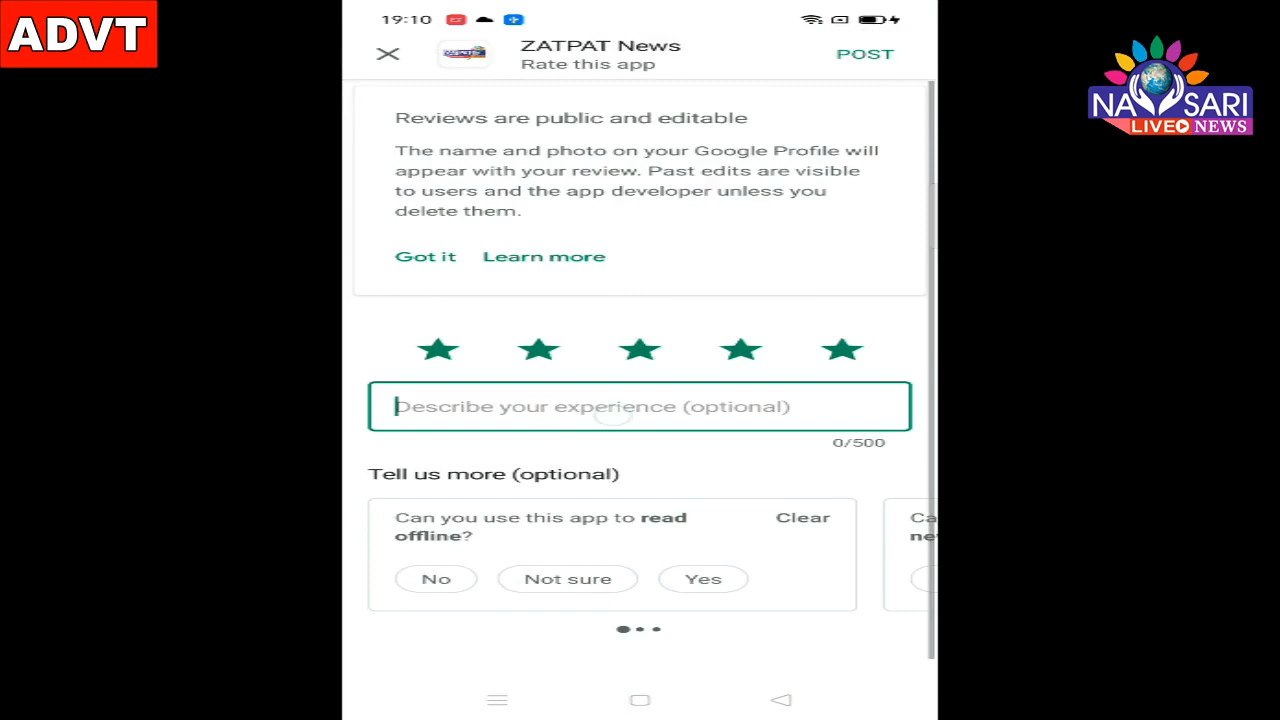 ADVT
19:10
ZATPAT News
Rate this app
POST
NAVSARI
LIVE NEWS
Reviews are public and editable
The name and photo on your Google Profile will
appear with your review. Past edits are visible
to users and the app developer unless you
delete them.
Got it Learn more
Describe your experience (optional)
0/500
Tell us more (optional)
Can you use this app to read
offline?
Clear
Ca
ne
No Not sure Yes